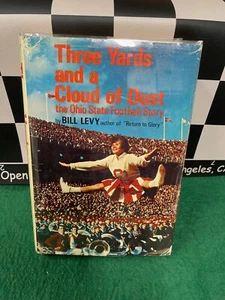 Three Yards
and a
Cloud of Dust
the Ohio State Football Story
by BILL LEVY author of "Return to Glory"
Open
geles, C